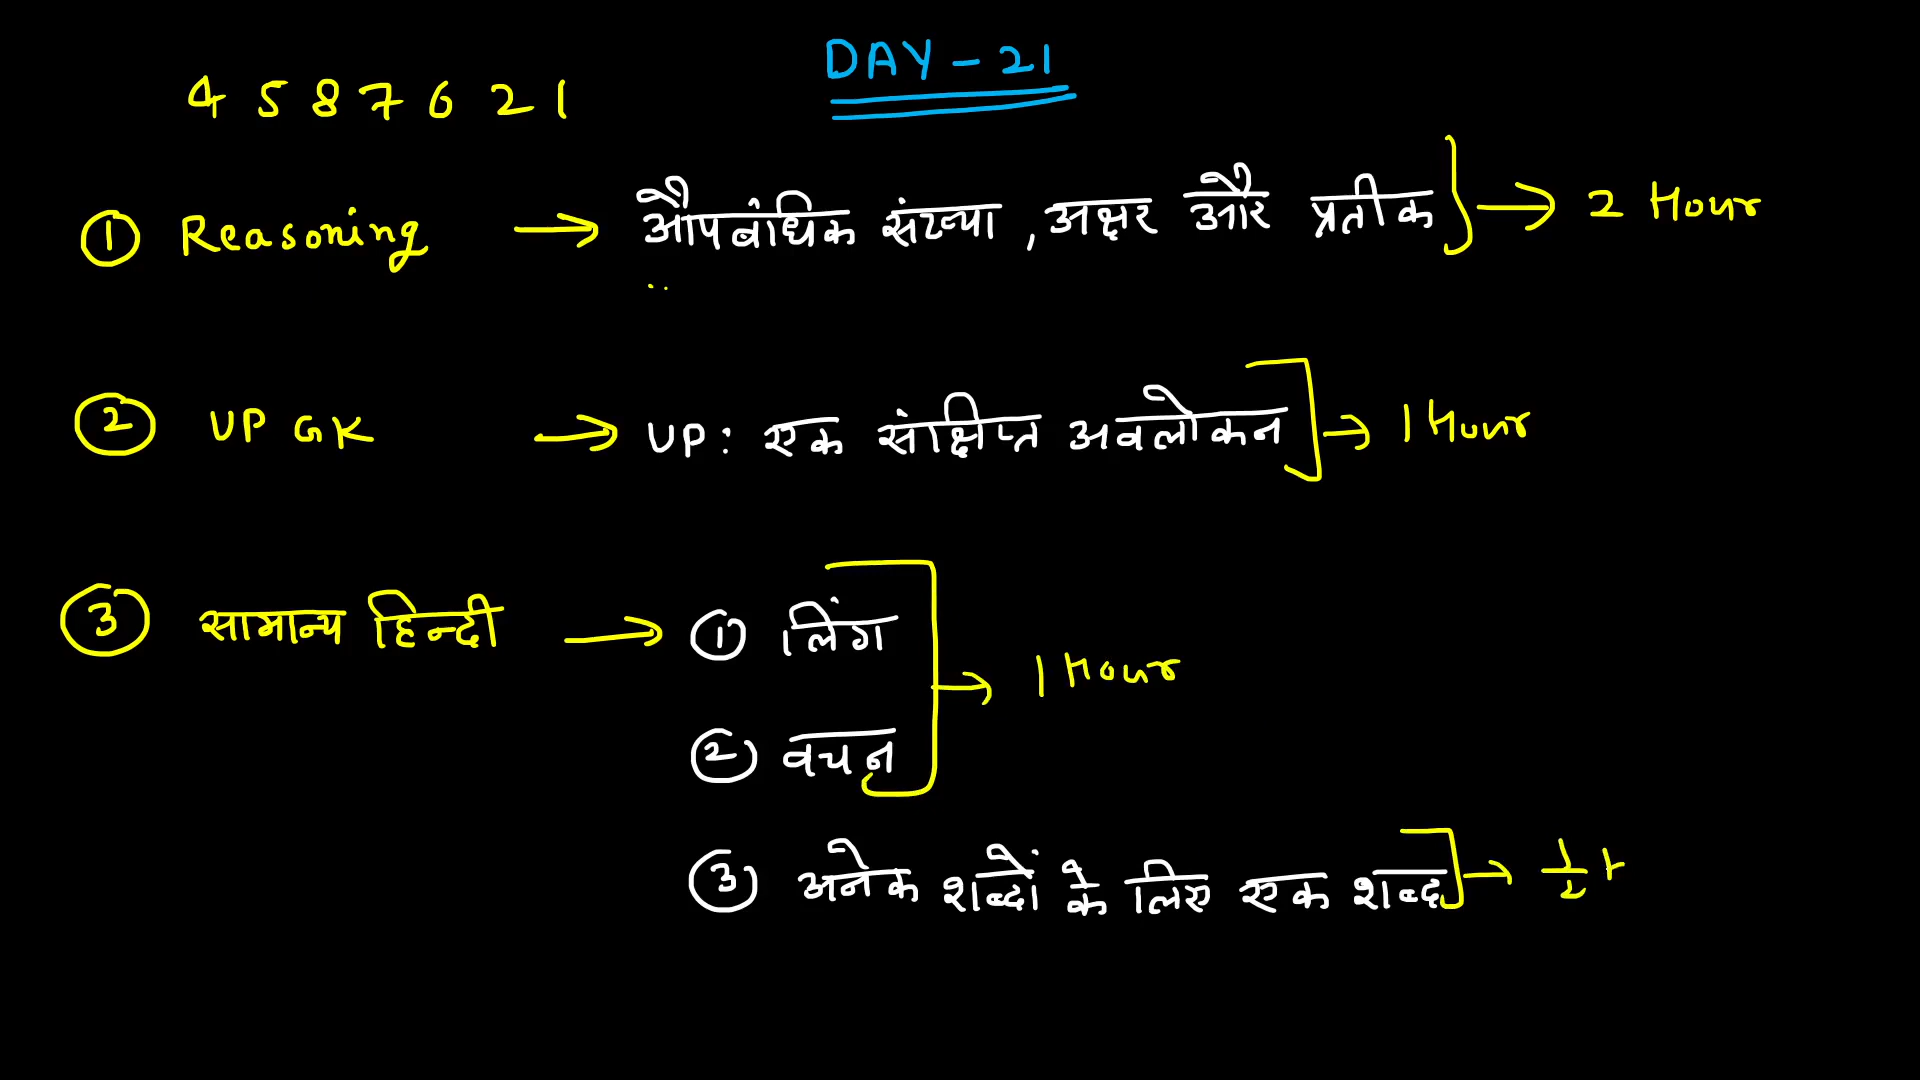 DAY - 21
4 5 8 7 6 2 1
① Reasoning → औपबंधिक संख्या , अक्षर और प्रतीक → 2 Hour
② UP GK → UP : एक संक्षिप्त अवलोकन → 1 Hour
③ सामान्य हिन्दी → ① लिंग
→ 1 Hour
② वचन
③ अनेक शब्दों के लिए एक शब्द → 1/2